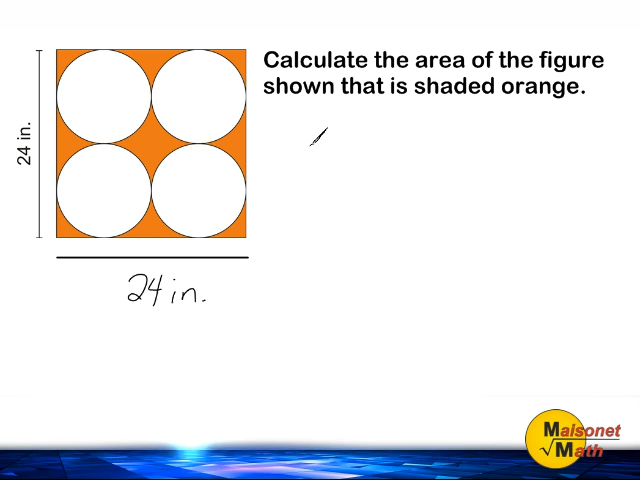 Calculate the area of the figure
shown that is shaded orange.
24 in.
24 in.
Maisonet
√Math